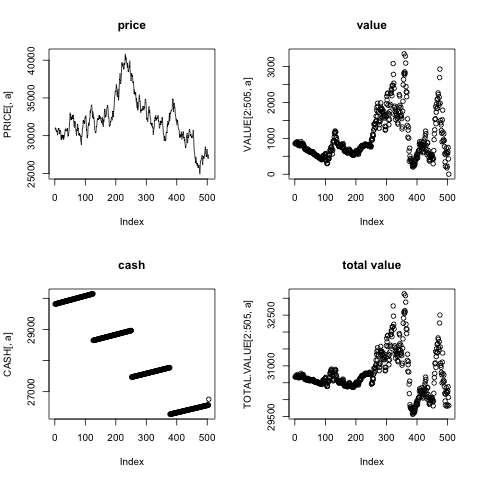 price
PRICE[, a]
25000 30000 35000 40000
0 100 200 300 400 500
Index
value
VALUE[2:505, a]
0 1000 2000 3000
0 100 200 300 400 500
Index
cash
CASH[, a]
27000 29000
0 100 200 300 400 500
Index
total value
TOTAL.VALUE[2:505, a]
29500 31000 32500
0 100 200 300 400 500
Index